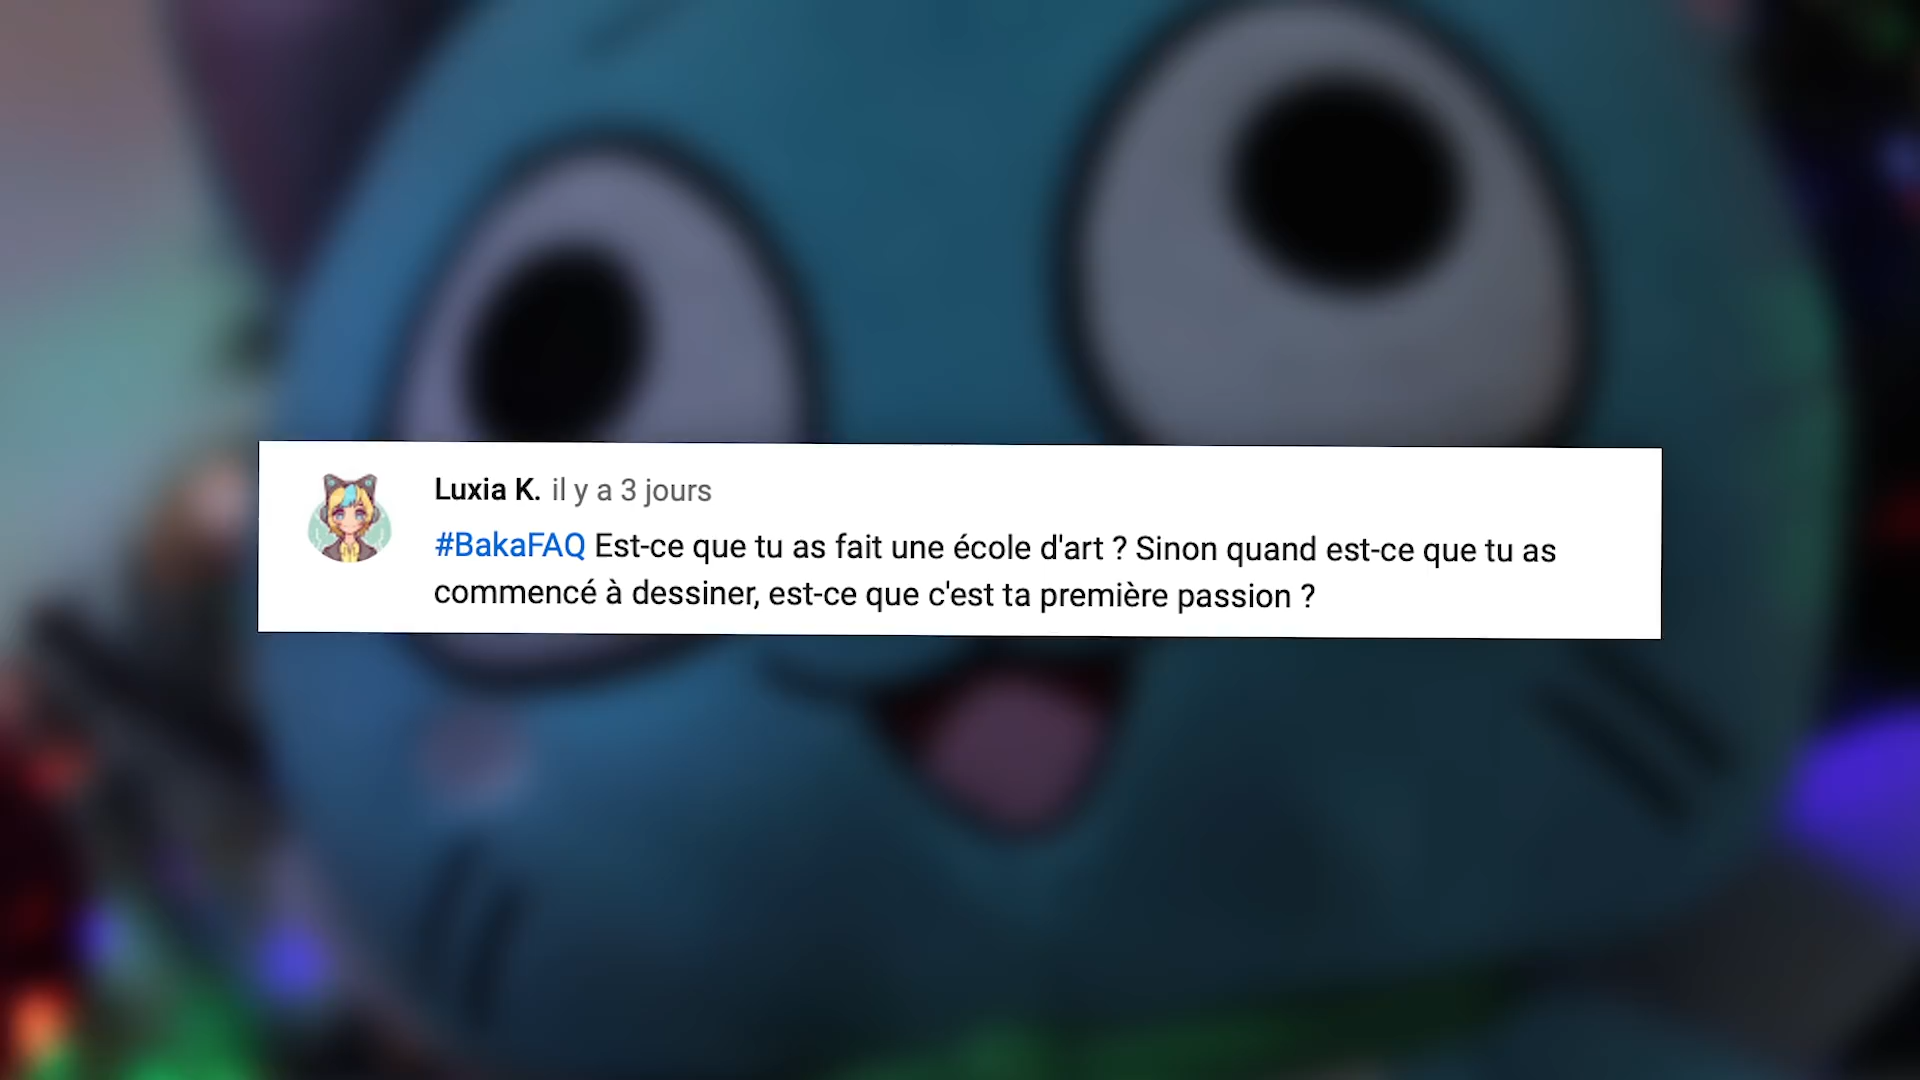 Luxia K. il y a 3 jours
#BakaFAQ Est-ce que tu as fait une école d'art ? Sinon quand est-ce que tu as
commencé à dessiner, est-ce que c'est ta première passion ?